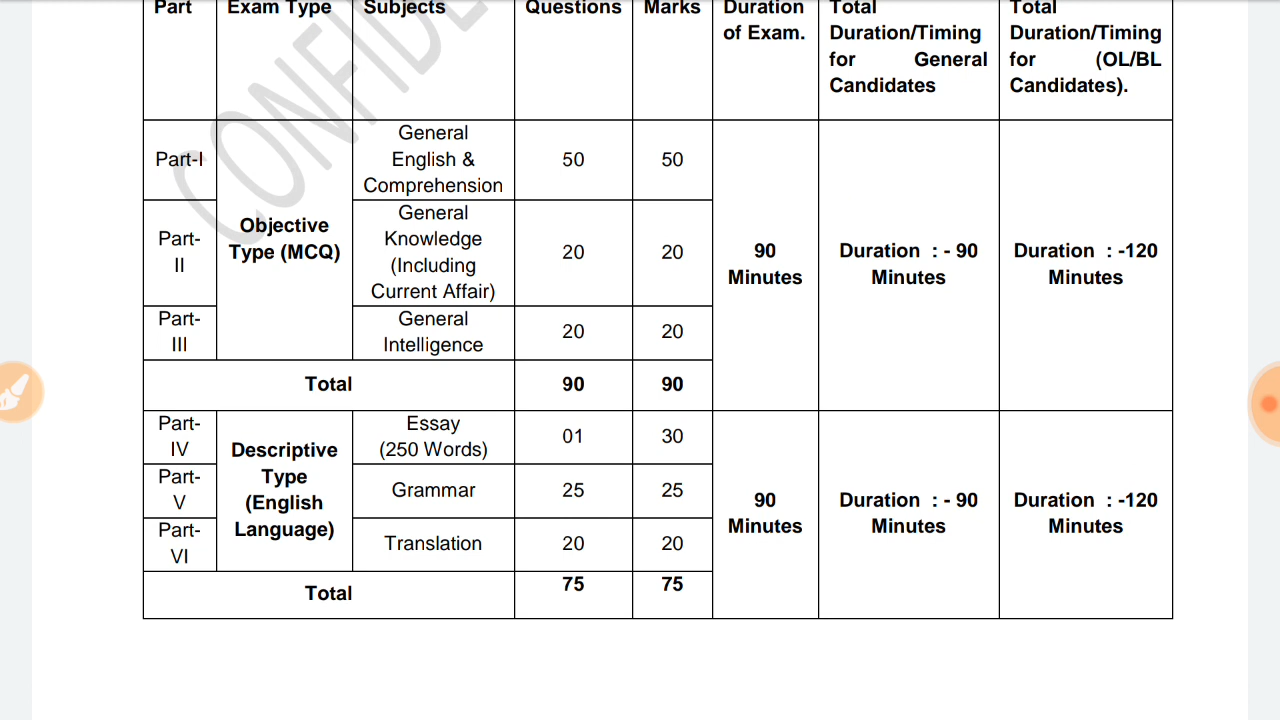 Part Exam Type Subjects Questions Marks Duration Total Total
of Exam. Duration/Timing Duration/Timing
for General for (OL/BL
Candidates Candidates).
Part-I
Objective
Type (MCQ)
General
English &
Comprehension
50
50
90
Minutes
Duration : - 90
Minutes
Duration : -120
Minutes
Part-
II
General
Knowledge
(Including
Current Affair)
20
20
Part-
III
General
Intelligence
20
20
Total
90
90
Part-
IV
Descriptive
Type
(English
Language)
Essay
(250 Words)
01
30
90
Minutes
Duration : - 90
Minutes
Duration : -120
Minutes
Part-
V
Grammar
25
25
Part-
VI
Translation
20
20
Total
75
75